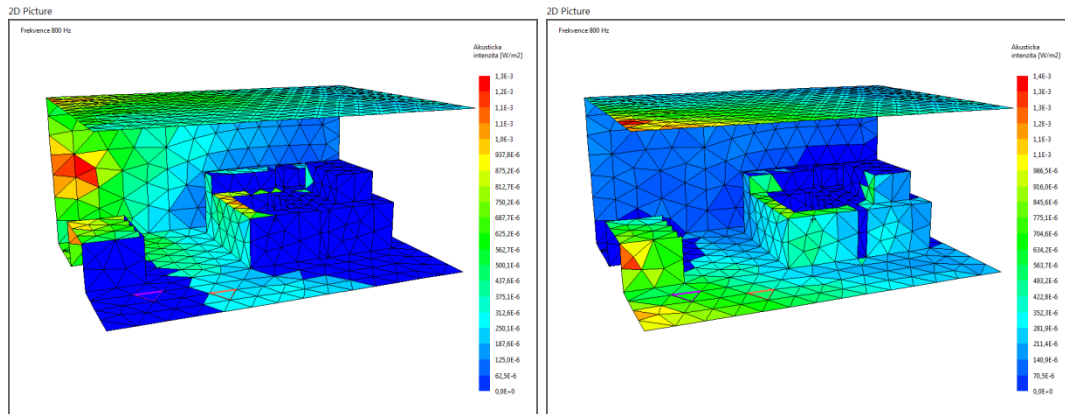 2D Picture
Frekvence 800 Hz
Akusticka
intenzita [W/m2]
1,3E-3
1,2E-3
1,1E-3
1,1E-3
1,0E-3
937,8E-6
875,2E-6
812,7E-6
750,2E-6
687,7E-6
625,2E-6
562,7E-6
500,1E-6
437,6E-6
375,1E-6
312,6E-6
250,1E-6
187,6E-6
125,0E-6
62,5E-6
0,0E+0
2D Picture
Frekvence 800 Hz
Akusticka
intenzita [W/m2]
1,4E-3
1,3E-3
1,3E-3
1,2E-3
1,1E-3
1,1E-3
986,5E-6
916,0E-6
845,6E-6
775,1E-6
704,6E-6
634,2E-6
563,7E-6
493,2E-6
422,8E-6
352,3E-6
281,9E-6
211,4E-6
140,9E-6
70,5E-6
0,0E+0